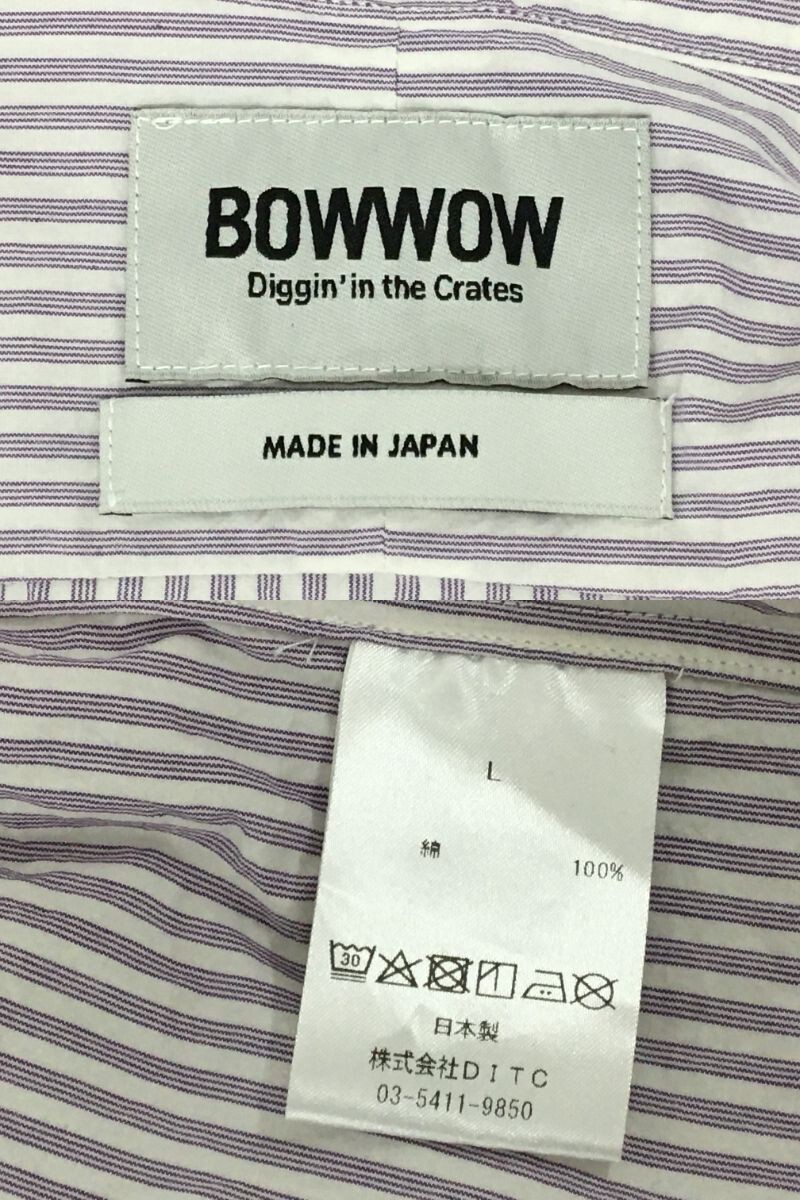 BOWWOW
Diggin' in the Crates
MADE IN JAPAN
L
綿 100%
30
日本製
株式会社DITC
03-5411-9850